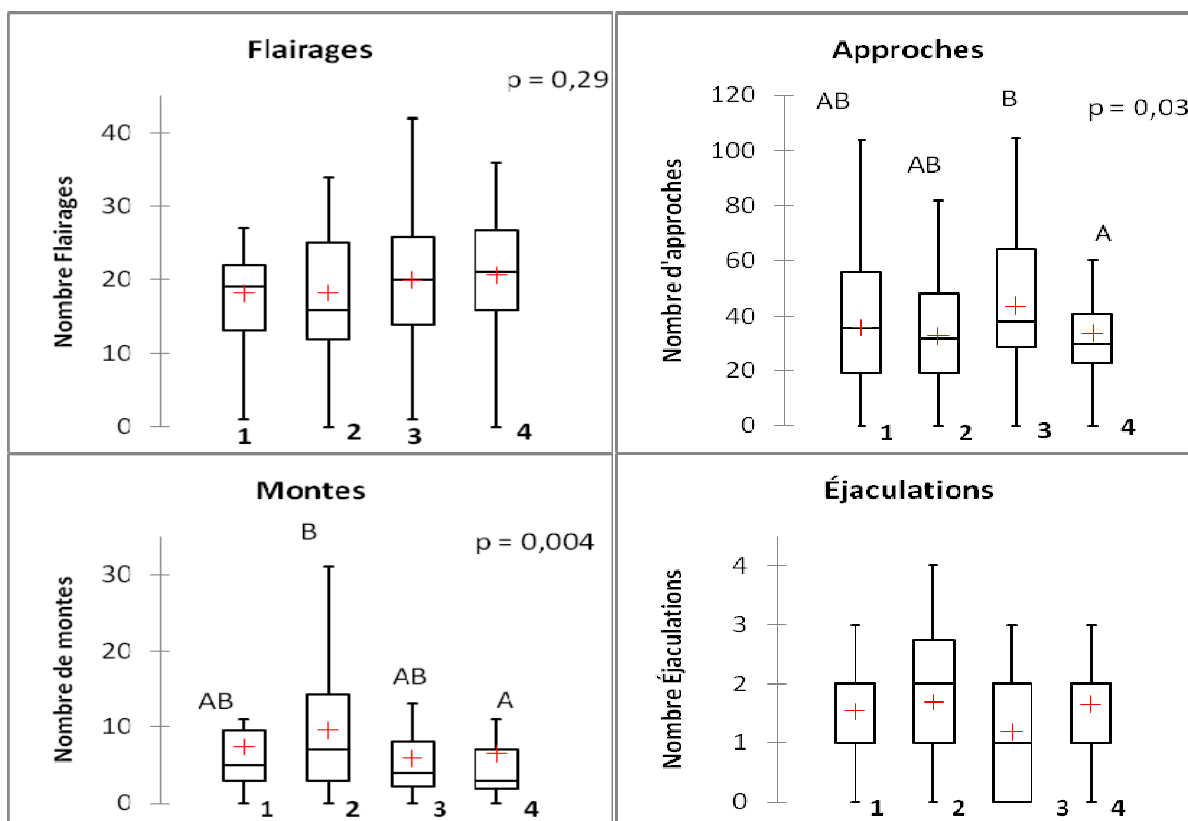 Flairages
p = 0,29
Nombre Flairages
40
30
20
10
0
1 2 3 4
Approches
p = 0,03
Nombre d'approches
120
100
80
60
40
20
0
AB
AB
B
A
1 2 3 4
Montes
p = 0,004
Nombre de montes
30
20
10
0
AB
B
AB
A
1 2 3 4
Éjaculations
Nombre Éjaculations
4
3
2
1
0
1 2 3 4